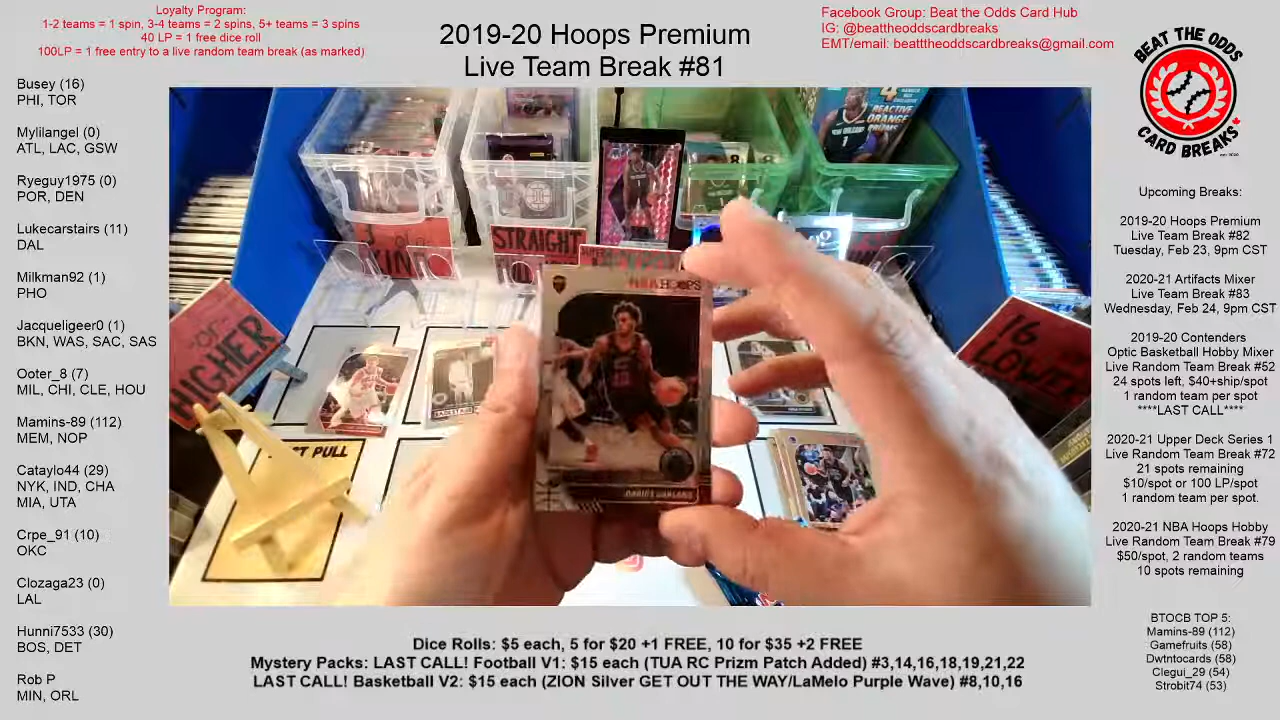 Loyalty Program:
1-2 teams = 1 spin, 3-4 teams = 2 spins, 5+ teams = 3 spins
40 LP = 1 free dice roll
100LP = 1 free entry to a live random team break (as marked)
2019-20 Hoops Premium
Live Team Break #81
Facebook Group: Beat the Odds Card Hub
IG: @beattheoddscardbreaks
EMT/email: beatttheoddscardbreaks@gmail.com
BEAT THE ODDS
CARD BREAKS
Busey (16)
PHI, TOR
Mylilangel (0)
ATL, LAC, GSW
Ryeguy1975 (0)
POR, DEN
Lukecarstairs (11)
DAL
Milkman92 (1)
PHO
Jacqueligeer0 (1)
BKN, WAS, SAC, SAS
Ooter_8 (7)
MIL, CHI, CLE, HOU
Mamins-89 (112)
MEM, NOP
Cataylo44 (29)
NYK, IND, CHA
MIA, UTA
Crpe_91 (10)
OKC
Clozaga23 (0)
LAL
Hunni7533 (30)
BOS, DET
Rob P
MIN, ORL
REACTIVE
ORANGE
PRIZMS
STRAIGHT
3 of a
KIND
HIGHER
16
LOWER
PULL
NBA HOOPS
DARIUS GARLAND
Upcoming Breaks:
2019-20 Hoops Premium
Live Team Break #82
Tuesday, Feb 23, 9pm CST
2020-21 Artifacts Mixer
Live Team Break #83
Wednesday, Feb 24, 9pm CST
2019-20 Contenders
Optic Basketball Hobby Mixer
Live Random Team Break #52
24 spots left, $40+ship/spot
1 random team per spot
****LAST CALL****
2020-21 Upper Deck Series 1
Live Random Team Break #72
21 spots remaining
$10/spot or 100 LP/spot
1 random team per spot.
2020-21 NBA Hoops Hobby
Live Random Team Break #79
$50/spot, 2 random teams
10 spots remaining
BTOCB TOP 5:
Mamins-89 (112)
Gamefruits (58)
Dwtntocards (58)
Clegui_29 (54)
Strobit74 (53)
Dice Rolls: $5 each, 5 for $20 +1 FREE, 10 for $35 +2 FREE
Mystery Packs: LAST CALL! Football V1: $15 each (TUA RC Prizm Patch Added) #3,14,16,18,19,21,22
LAST CALL! Basketball V2: $15 each (ZION Silver GET OUT THE WAY/LaMelo Purple Wave) #8,10,16